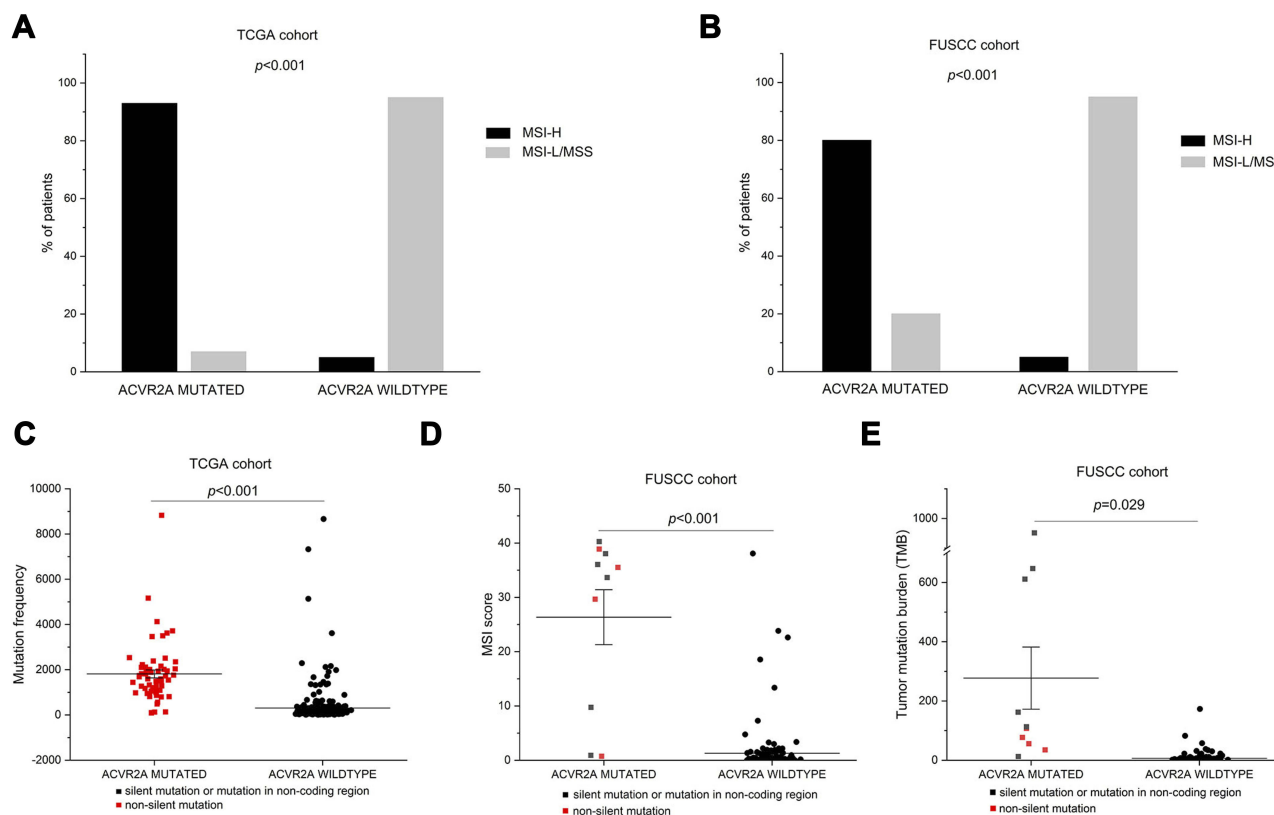 A
TCGA cohort
p<0.001
% of patients
100
80
60
40
20
0
ACVR2A MUTATED
ACVR2A WILDTYPE
MSI-H
MSI-L/MSS
B
FUSCC cohort
p<0.001
% of patients
100
80
60
40
20
0
ACVR2A MUTATED
ACVR2A WILDTYPE
MSI-H
MSI-L/MS
C
TCGA cohort
p<0.001
Mutation frequency
10000
8000
6000
4000
2000
0
-2000
ACVR2A MUTATED
ACVR2A WILDTYPE
silent mutation or mutation in non-coding region
non-silent mutation
D
FUSCC cohort
p<0.001
MSI score
50
40
30
20
10
0
ACVR2A MUTATED
ACVR2A WILDTYPE
silent mutation or mutation in non-coding region
non-silent mutation
E
FUSCC cohort
p=0.029
Tumor mutation burden (TMB)
1000
600
400
200
0
ACVR2A MUTATED
ACVR2A WILDTYPE
silent mutation or mutation in non-coding region
non-silent mutation